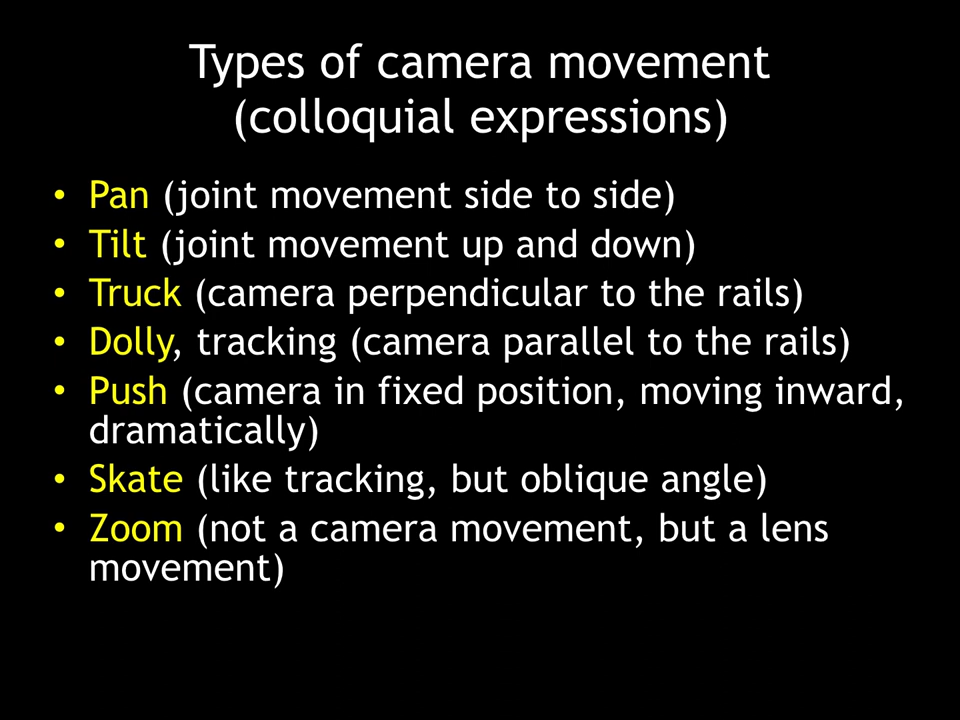 Types of camera movement
(colloquial expressions)
• Pan (joint movement side to side)
• Tilt (joint movement up and down)
• Truck (camera perpendicular to the rails)
• Dolly, tracking (camera parallel to the rails)
• Push (camera in fixed position, moving inward,
dramatically)
• Skate (like tracking, but oblique angle)
• Zoom (not a camera movement, but a lens
movement)